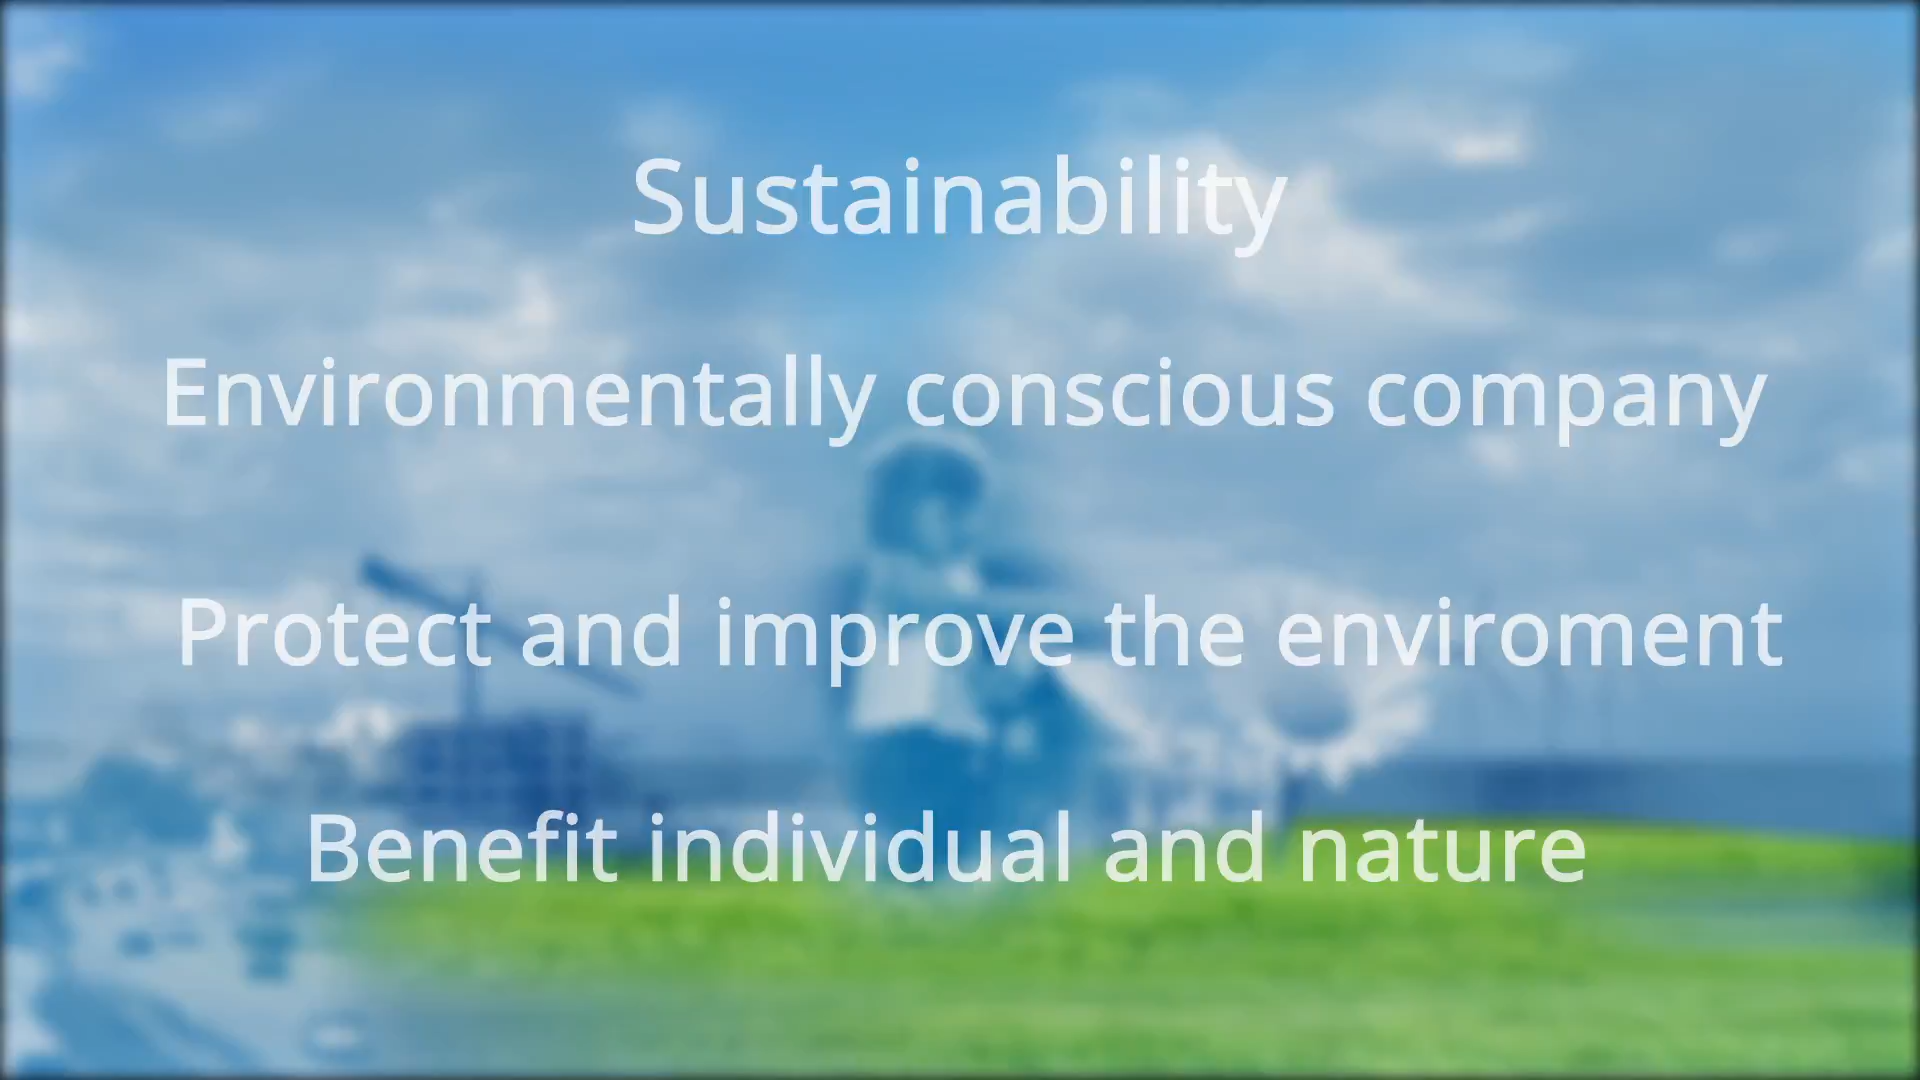 Sustainability
Environmentally conscious company
Protect and improve the enviroment
Benefit individual and nature